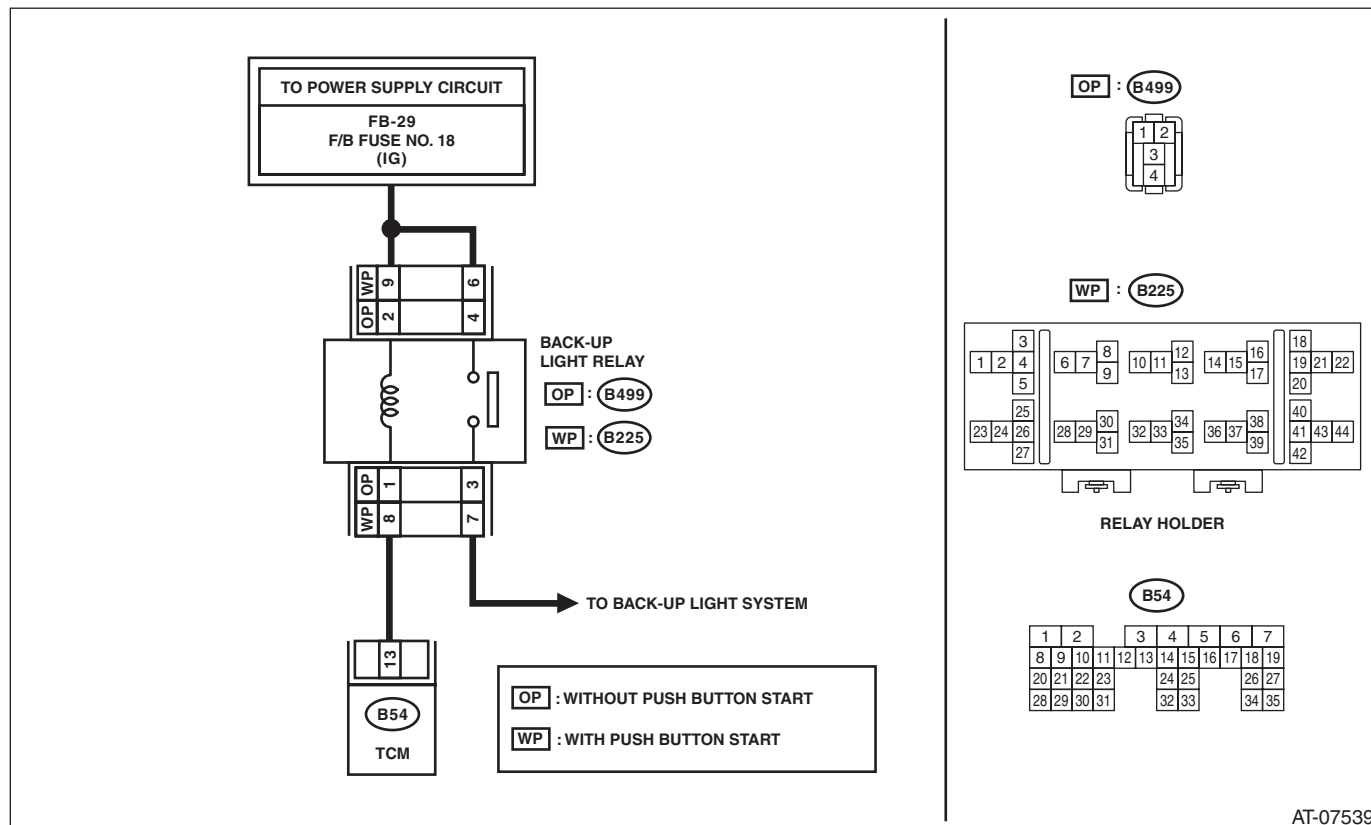 TO POWER SUPPLY CIRCUIT
FB-29
F/B FUSE NO. 18
(IG)
WP 9 6
OP 2 4
BACK-UP
LIGHT RELAY
OP : B499
WP : B225
OP 1 3
WP 8 7
TO BACK-UP LIGHT SYSTEM
13
B54
TCM
OP : WITHOUT PUSH BUTTON START
WP : WITH PUSH BUTTON START
OP : B499
1 2
3
4
WP : B225
3 8 12 16 18
1 2 4 6 7 10 11 14 15 19 21 22
5 9 13 17 20
25 30 34 38 40
23 24 26 28 29 32 33 36 37 41 43 44
27 31 35 39 42
RELAY HOLDER
B54
1 2 3 4 5 6 7
8 9 10 11 12 13 14 15 16 17 18 19
20 21 22 23 24 25 26 27
28 29 30 31 32 33 34 35
AT-07539